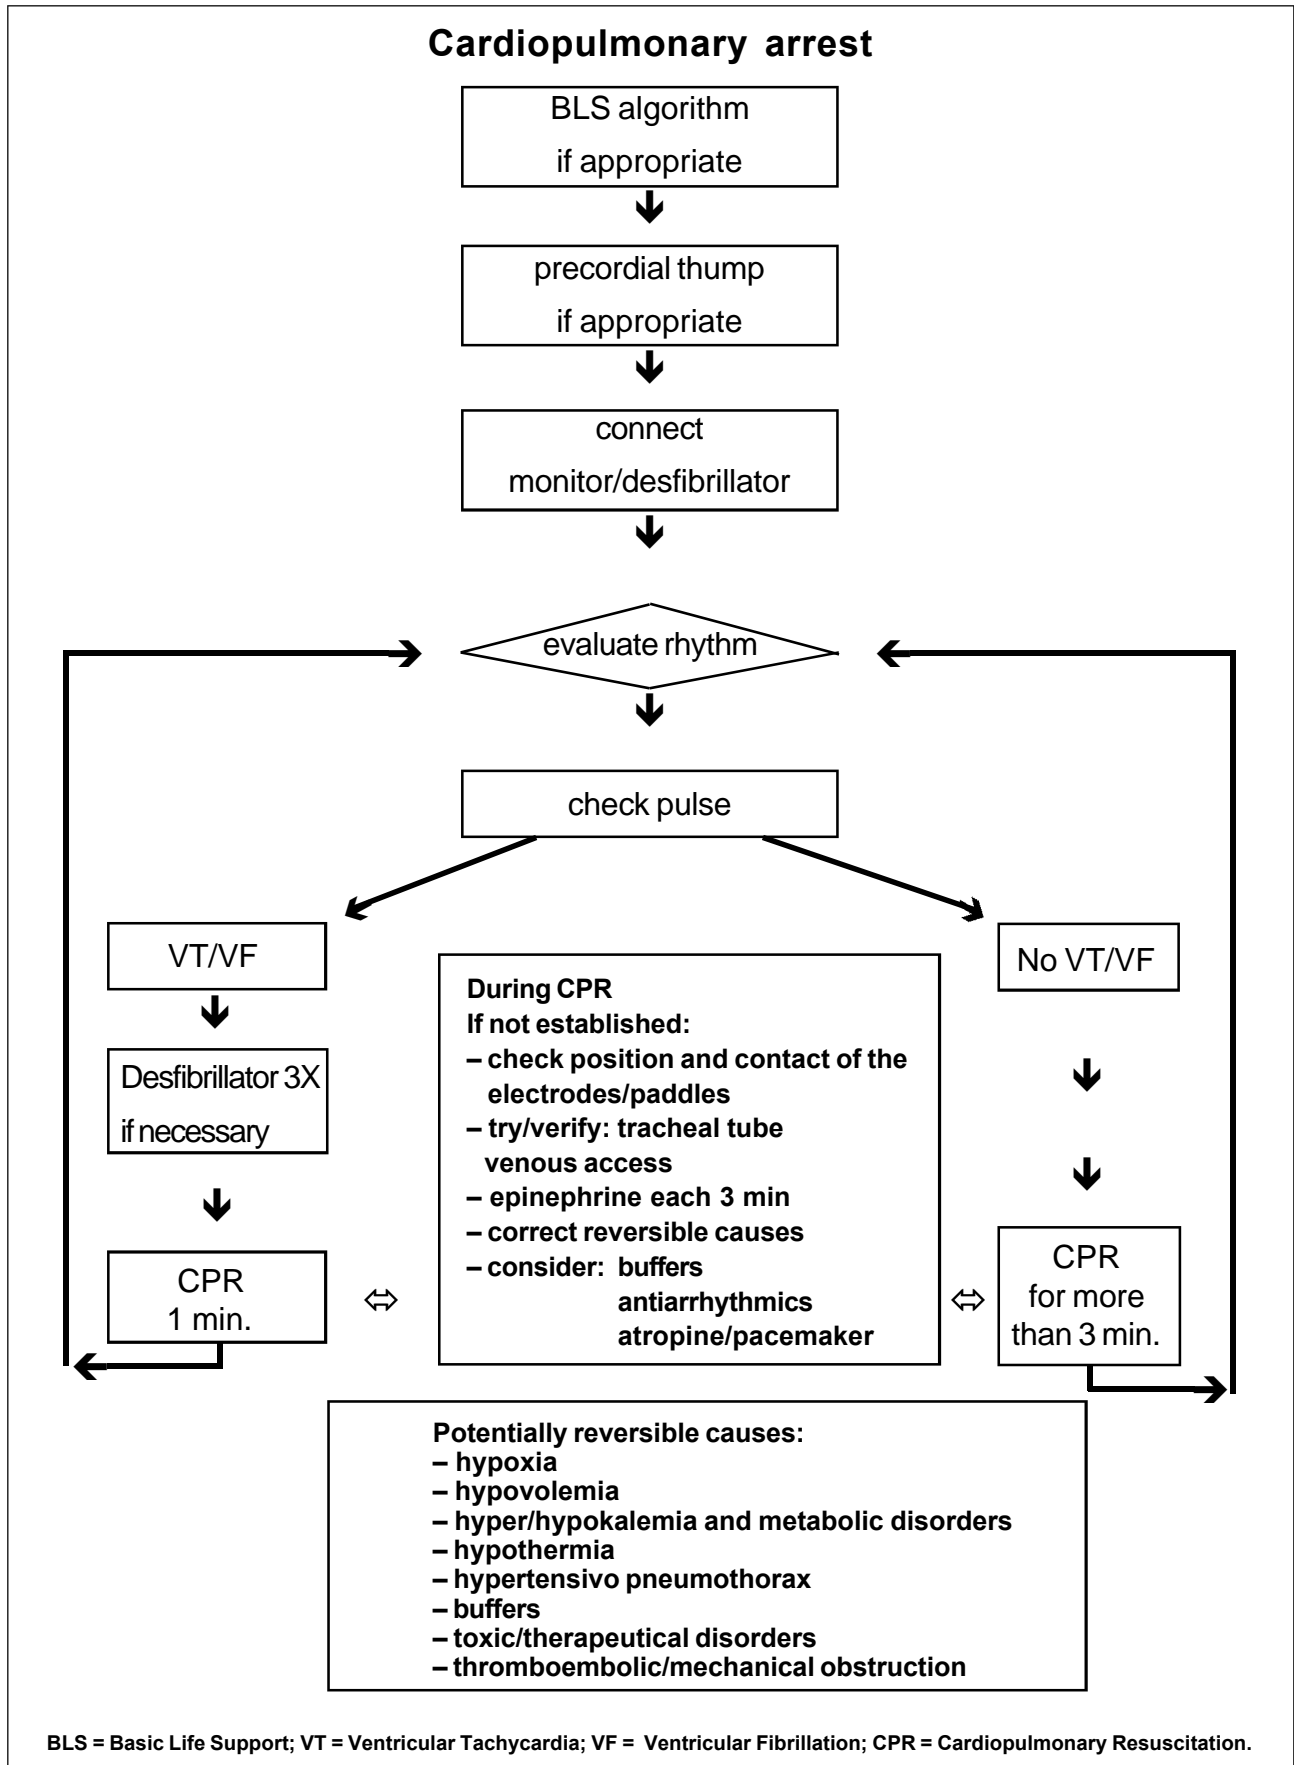 Cardiopulmonary arrest
BLS algorithm
if appropriate
precordial thump
if appropriate
connect
monitor/desfibrillator
evaluate rhythm
check pulse
VT/VF
No VT/VF
Desfibrillator 3X
if necessary
CPR
1 min.
During CPR
If not established:
– check position and contact of the
electrodes/paddles
– try/verify: tracheal tube
venous access
– epinephrine each 3 min
– correct reversible causes
– consider: buffers
antiarrhythmics
atropine/pacemaker
CPR
for more
than 3 min.
Potentially reversible causes:
– hypoxia
– hypovolemia
– hyper/hypokalemia and metabolic disorders
– hypothermia
– hypertensivo pneumothorax
– buffers
– toxic/therapeutical disorders
– thromboembolic/mechanical obstruction
BLS = Basic Life Support; VT = Ventricular Tachycardia; VF = Ventricular Fibrillation; CPR = Cardiopulmonary Resuscitation.